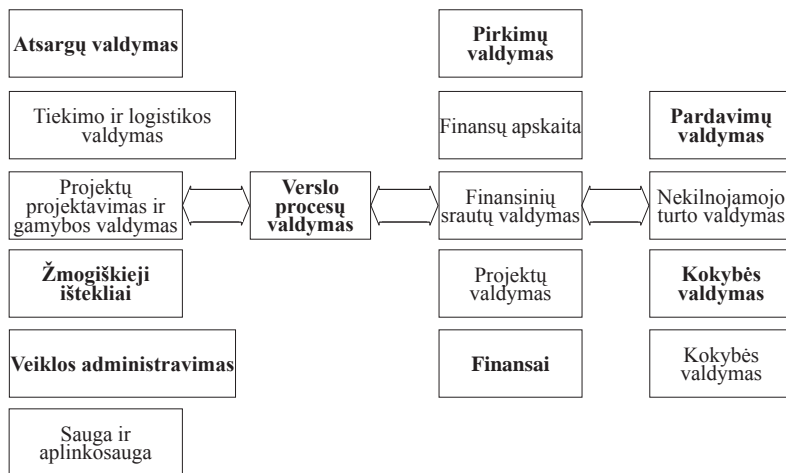 Atsargų valdymas
Tiekimo ir logistikos
valdymas
Projektų
projektavimas ir
gamybos valdymas
Žmogiškieji
ištekliai
Veiklos administravimas
Sauga ir
aplinkosauga
Verslo
procesų
valdymas
Pirkimų
valdymas
Finansų apskaita
Finansinių
srautų valdymas
Projektų
valdymas
Finansai
Pardavimų
valdymas
Nekilnojamojo
turto valdymas
Kokybės
valdymas
Kokybės
valdymas